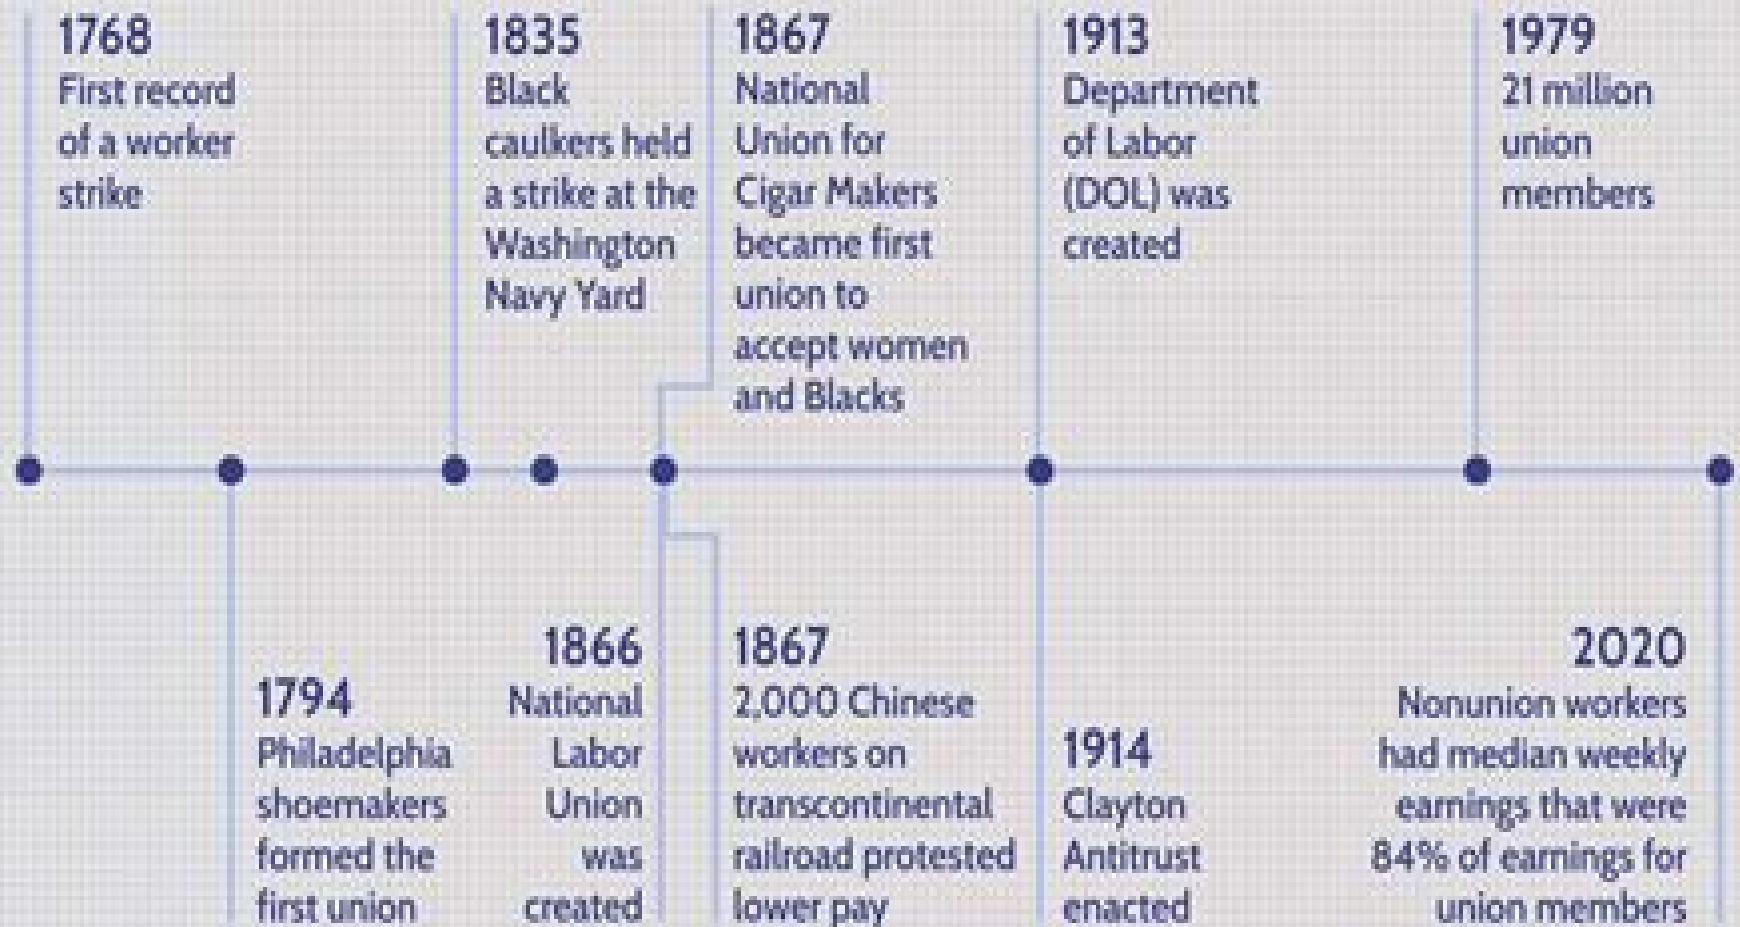 1768
First record
of a worker
strike
1835
Black
caulkers held
a strike at the
Washington
Navy Yard
1867
National
Union for
Cigar Makers
became first
union to
accept women
and Blacks
1913
Department
of Labor
(DOL) was
created
1979
21 million
union
members
1794
Philadelphia
shoemakers
formed the
first union
1866
National
Labor
Union
was
created
1867
2,000 Chinese
workers on
transcontinental
railroad protested
lower pay
1914
Clayton
Antitrust
enacted
2020
Nonunion workers
had median weekly
earnings that were
84% of earnings for
union members